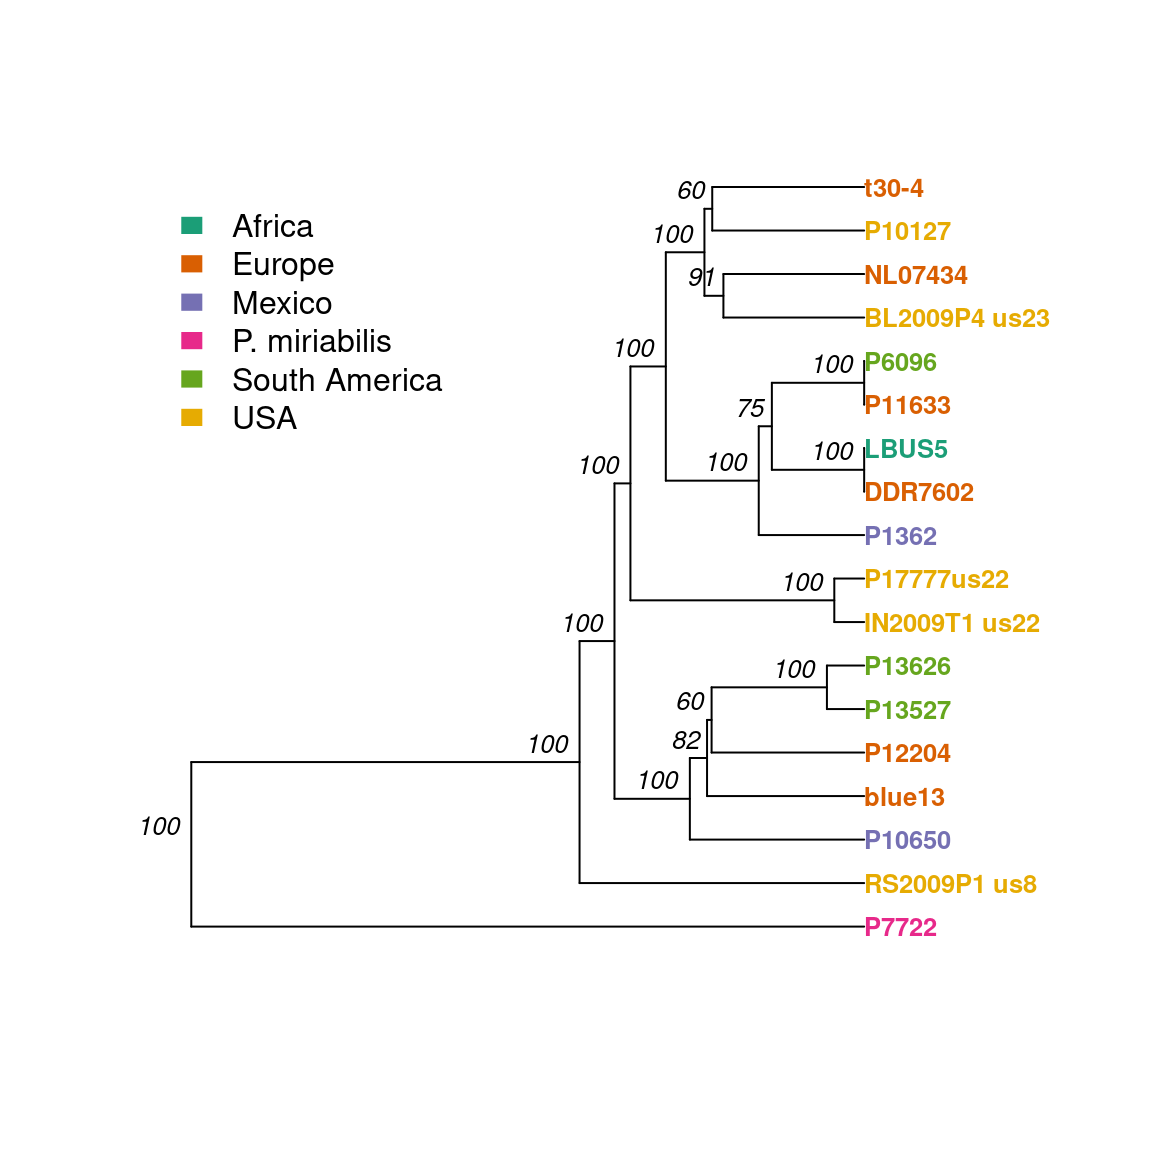 Africa
Europe
Mexico
P. miriabilis
South America
USA
60
t30-4
P10127
100
91
NL07434
BL2009P4 us23
100
100
P6096
P11633
75
100
LBUS5
DDR7602
100
P1362
100
100
P17777us22
IN2009T1 us22
100
100
P13626
P13527
60
P12204
82
blue13
100
P10650
100
RS2009P1 us8
100
P7722